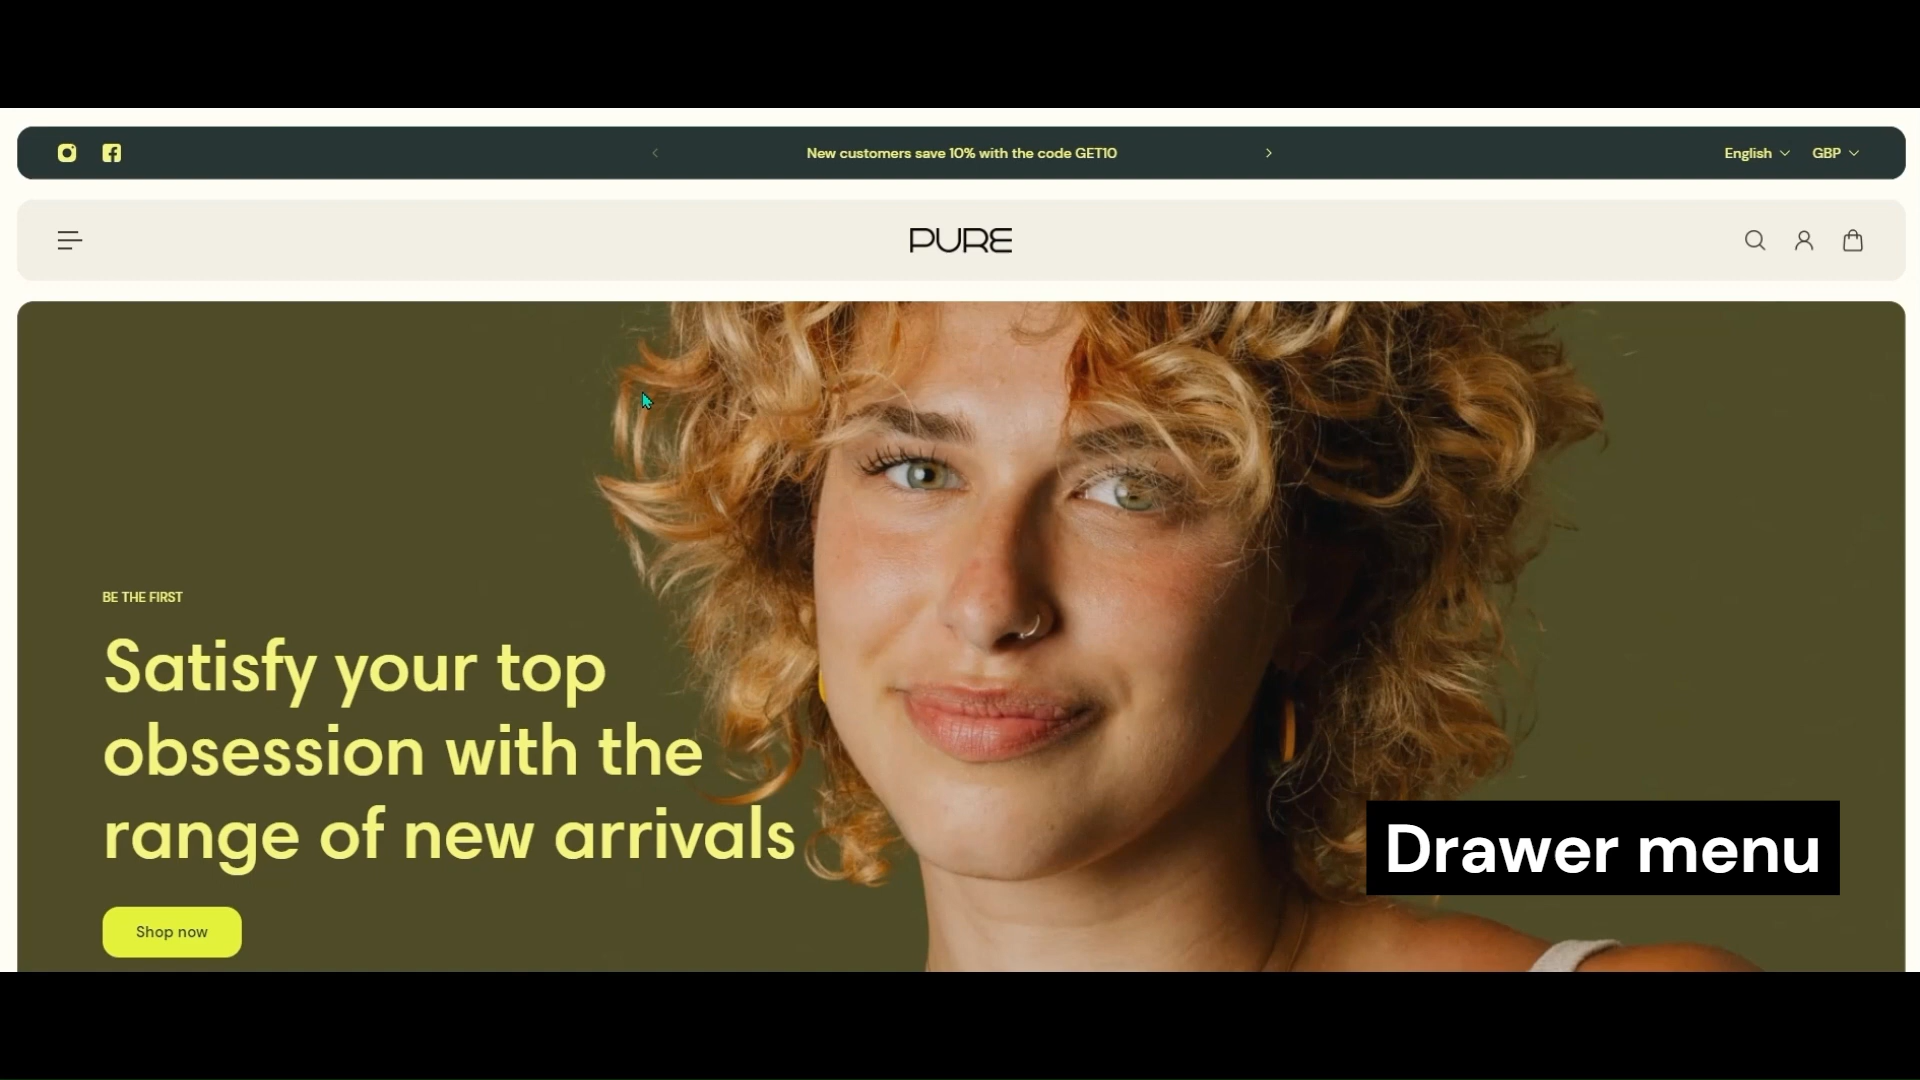 New customers save 10% with the code GET10
English
GBP
PURE
BE THE FIRST
Satisfy your top
obsession with the
range of new arrivals
Shop now
Drawer menu